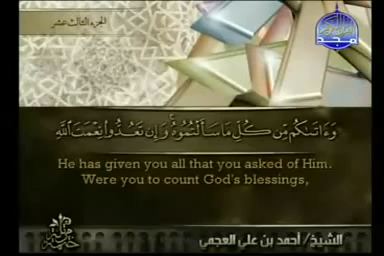 الجزء الثالث عشر
المجد
وَءَاتَىٰكُم مِّن كُلِّ مَا سَأَلْتُمُوهُ ۚ وَإِن تَعُدُّوا۟ نِعْمَتَ ٱللَّهِ
He has given you all that you asked of Him.
Were you to count God's blessings,
الشيخ/ أحمد بن علي العجمي